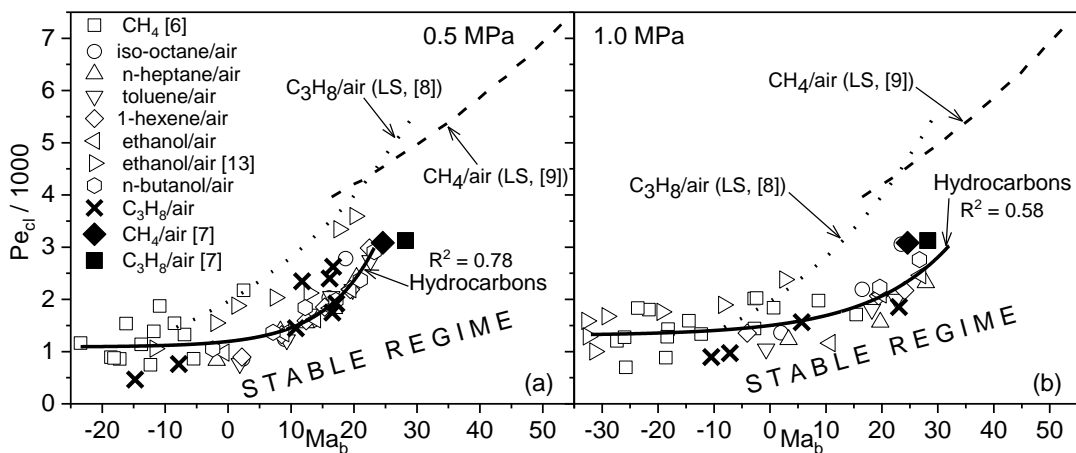 CH4 [6]
iso-octane/air
n-heptane/air
toluene/air
1-hexene/air
ethanol/air
ethanol/air [13]
n-butanol/air
C3H8/air
CH4/air [7]
C3H8/air [7]
0.5 MPa
C3H8/air (LS, [8])
CH4/air (LS, [9])
R2 = 0.78
Hydrocarbons
STABLE REGIME
(a)
1.0 MPa
CH4/air (LS, [9])
C3H8/air (LS, [8])
Hydrocarbons
R2 = 0.58
STABLE REGIME
(b)
Pecl / 1000
7
6
5
4
3
2
1
0
-20 -10 0 10 20 30 40 50
-30 -20 -10 0 10 20 30 40 50
Mab
Mab